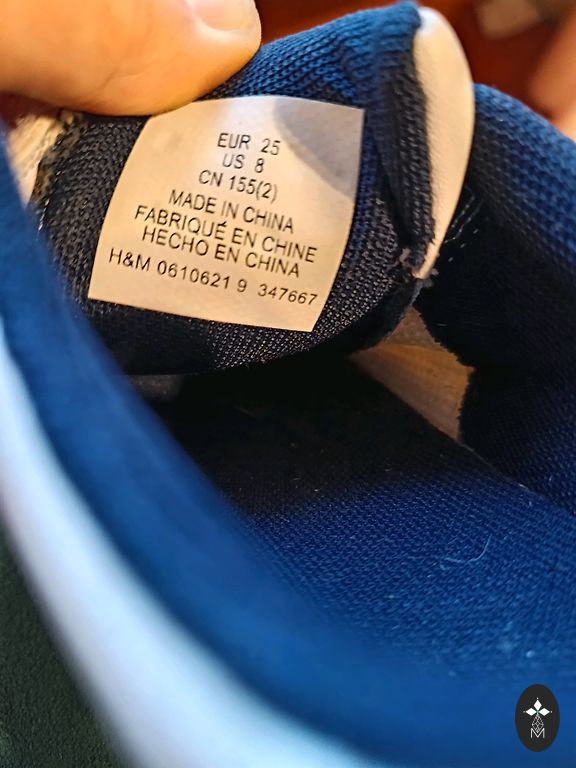 EUR 25
US 8
CN 155(2)
MADE IN CHINA
FABRIQUÉ EN CHINE
HECHO EN CHINA
H&M 0610621 9 347667
M